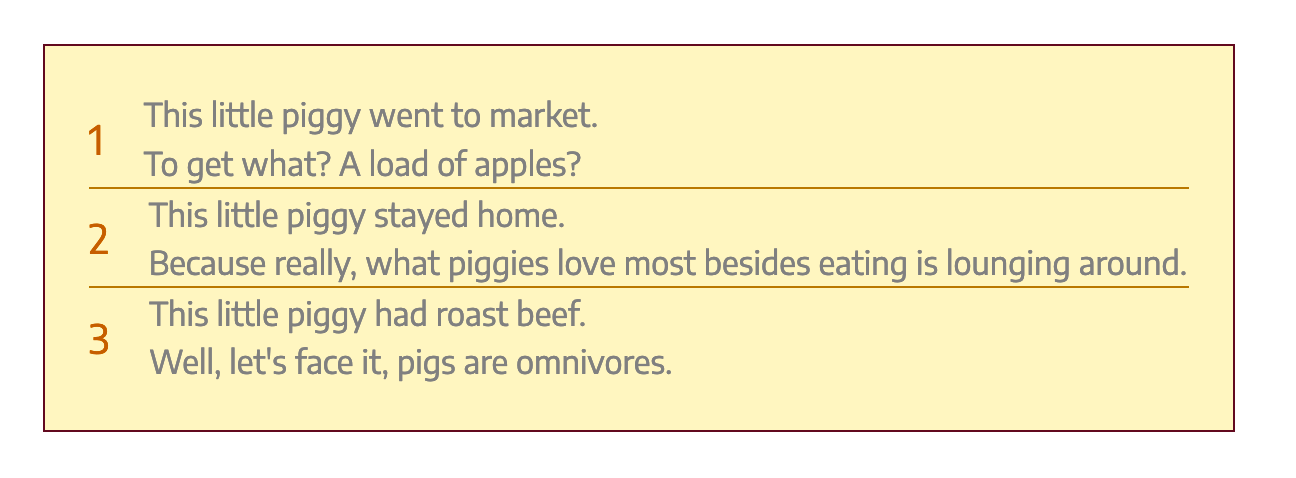 1
This little piggy went to market.
To get what? A load of apples?
2
This little piggy stayed home.
Because really, what piggies love most besides eating is lounging around.
3
This little piggy had roast beef.
Well, let's face it, pigs are omnivores.